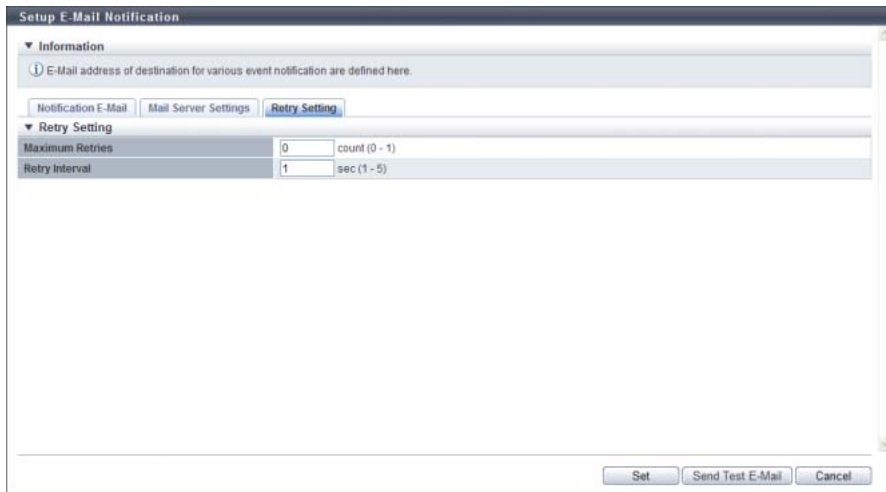 Setup E-Mail Notification
Information
E-Mail address of destination for various event notification are defined here.
Notification E-Mail Mail Server Settings Retry Setting
Retry Setting
Maximum Retries 0 count (0 - 1)
Retry Interval 1 sec (1 - 5)
Set Send Test E-Mail Cancel